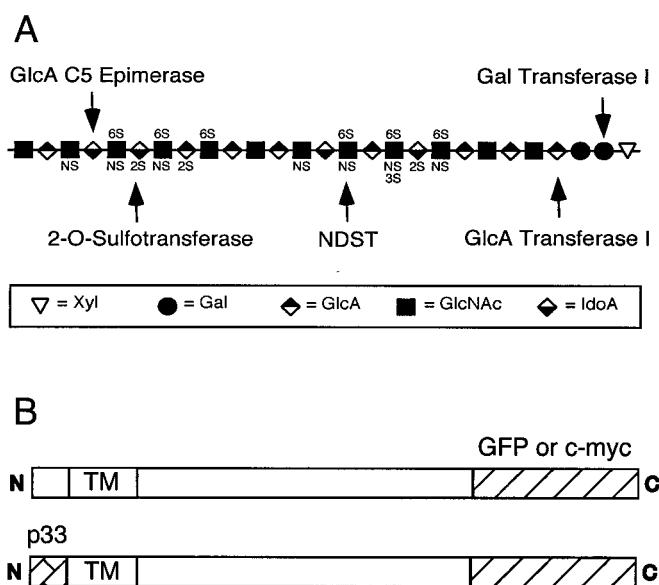 A
GlcA C5 Epimerase Gal Transferase I
6S 6S 6S 6S 6S 6S
NS NS 2S NS 2S NS NS NS 2S NS
3S
2-O-Sulfotransferase NDST GlcA Transferase I
= Xyl = Gal = GlcA = GlcNAc = IdoA
B
GFP or c-myc
N TM C
p33
N TM C